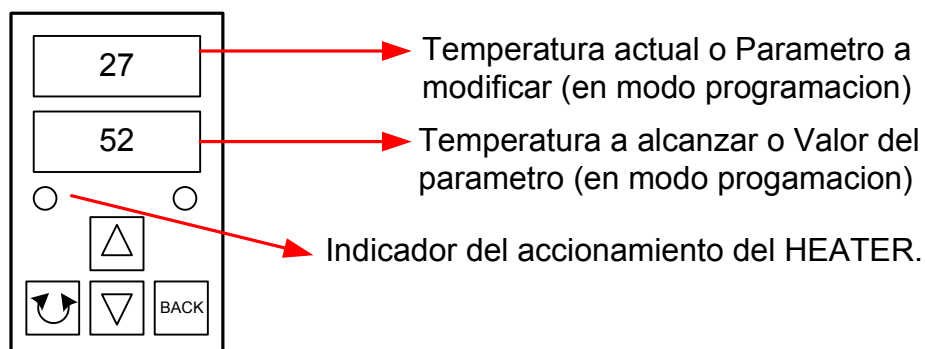 27
Temperatura actual o Parametro a
modificar (en modo programacion)
52
Temperatura a alcanzar o Valor del
parametro (en modo progamacion)
Indicador del accionamiento del HEATER.
BACK